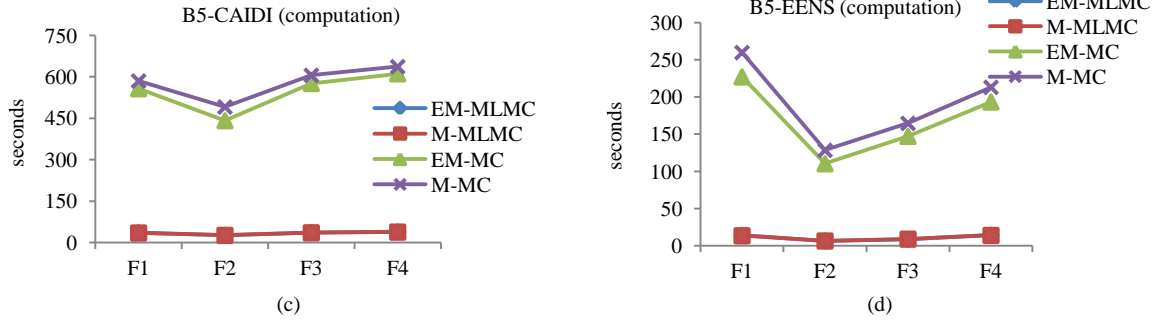 B5-CAIDI (computation)
750
600
450
300
150
0
seconds
F1 F2 F3 F4
EM-MLMC
M-MLMC
EM-MC
M-MC
(c)
B5-EENS (computation)
300
250
200
150
100
50
0
seconds
F1 F2 F3 F4
EM-MLMC
M-MLMC
EM-MC
M-MC
(d)